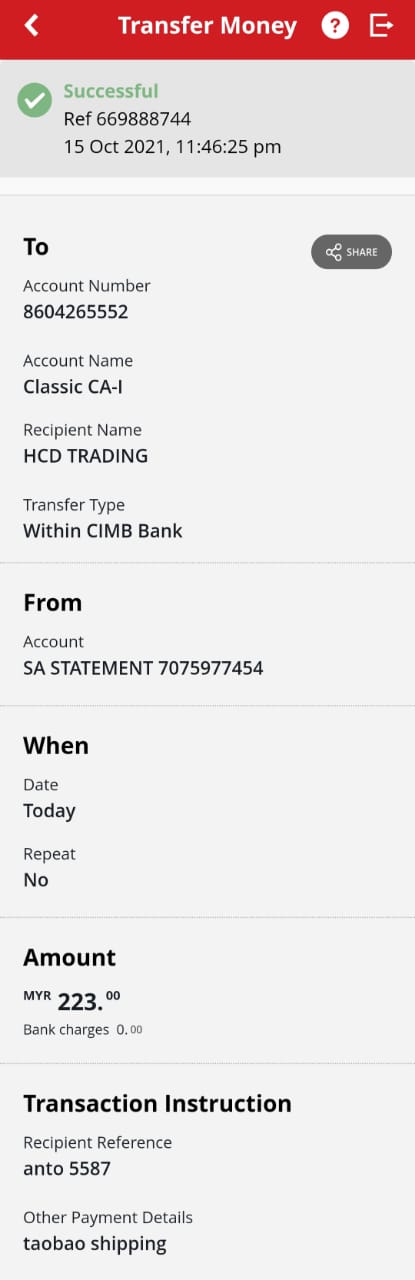 Transfer Money ?
Successful
Ref 669888744
15 Oct 2021, 11:46:25 pm
To
SHARE
Account Number
8604265552
Account Name
Classic CA-I
Recipient Name
HCD TRADING
Transfer Type
Within CIMB Bank
From
Account
SA STATEMENT 7075977454
When
Date
Today
Repeat
No
Amount
MYR 223.00
Bank charges 0.00
Transaction Instruction
Recipient Reference
anto 5587
Other Payment Details
taobao shipping